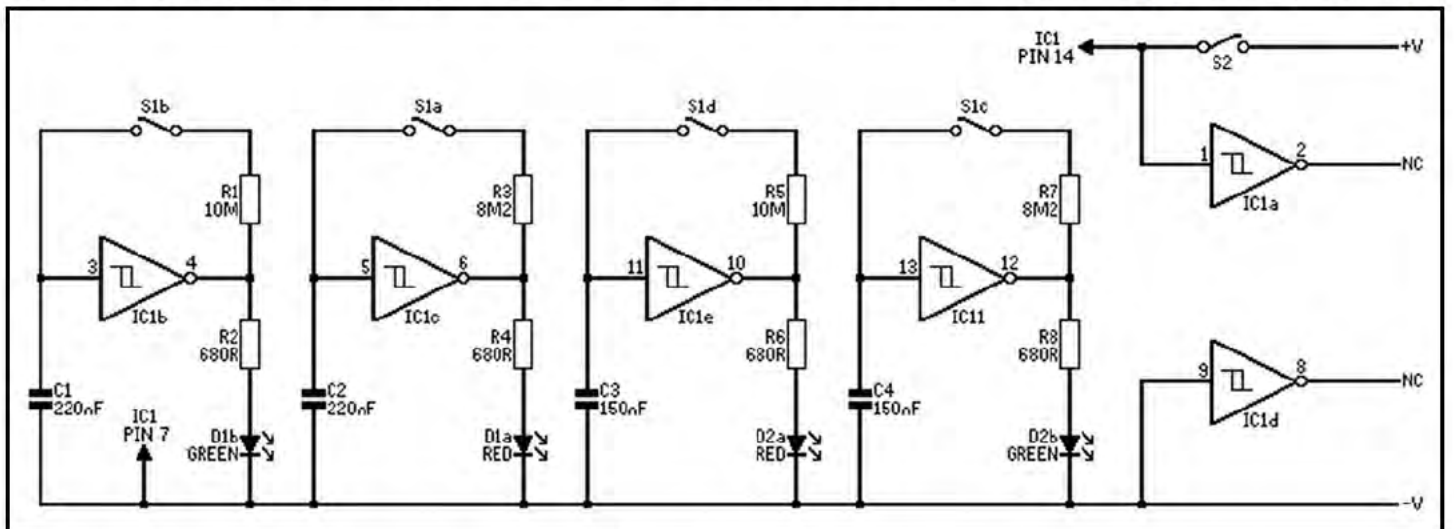 IC1
PIN 14
S2
+V
S1b
S1a
S1d
S1c
1
2
NC
IC1a
R1
10M
R3
8M2
R5
10M
R7
8M2
3
4
IC1b
5
6
IC1c
11
10
IC1e
13
12
IC11
R2
680R
R4
680R
R6
680R
R8
680R
9
8
NC
IC1d
C1
220nF
C2
220nF
C3
150nF
C4
150nF
IC1
PIN 7
D1b
GREEN
D1a
RED
D2a
RED
D2b
GREEN
-V